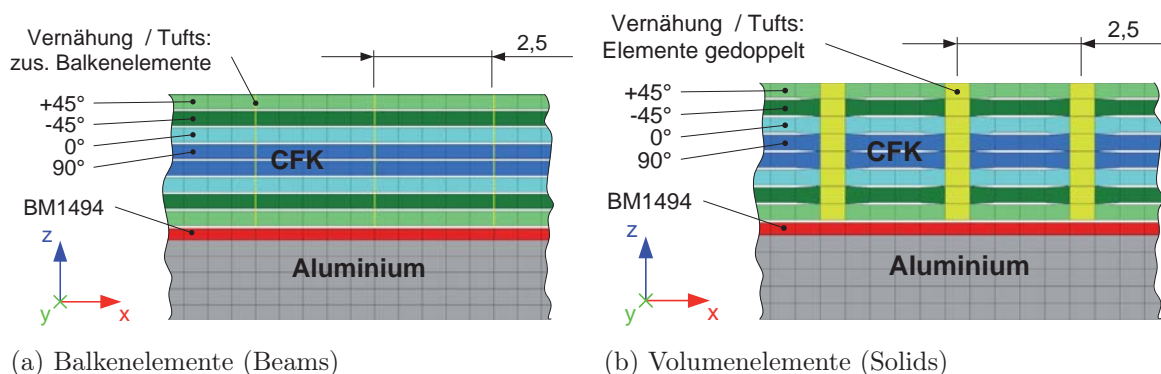 Vernähung / Tufts:
zus. Balkenelemente
2,5
+45°
-45°
0°
90°
CFK
BM1494
Aluminium
z
y
x
(a) Balkenelemente (Beams)
Vernähung / Tufts:
Elemente gedoppelt
2,5
+45°
-45°
0°
90°
CFK
BM1494
Aluminium
z
y
x
(b) Volumenelemente (Solids)